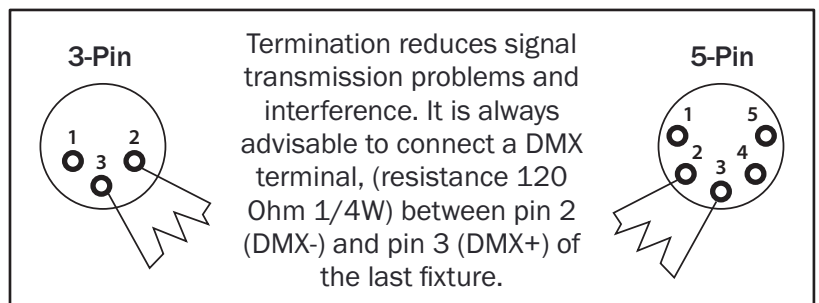 3-Pin
1
2
3
Termination reduces signal
transmission problems and
interference. It is always
advisable to connect a DMX
terminal, (resistance 120
Ohm 1/4W) between pin 2
(DMX-) and pin 3 (DMX+) of
the last fixture.
5-Pin
1
5
2
4
3